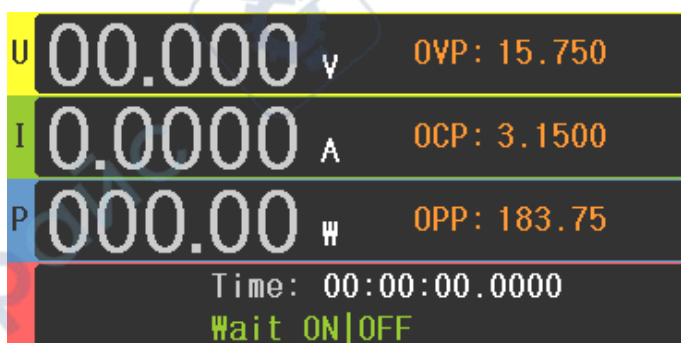 U 00.000 V OVP: 15.750
I 0.0000 A OCP: 3.1500
P 000.00 W OPP: 183.75
Time: 00:00:00.0000
Wait ON|OFF